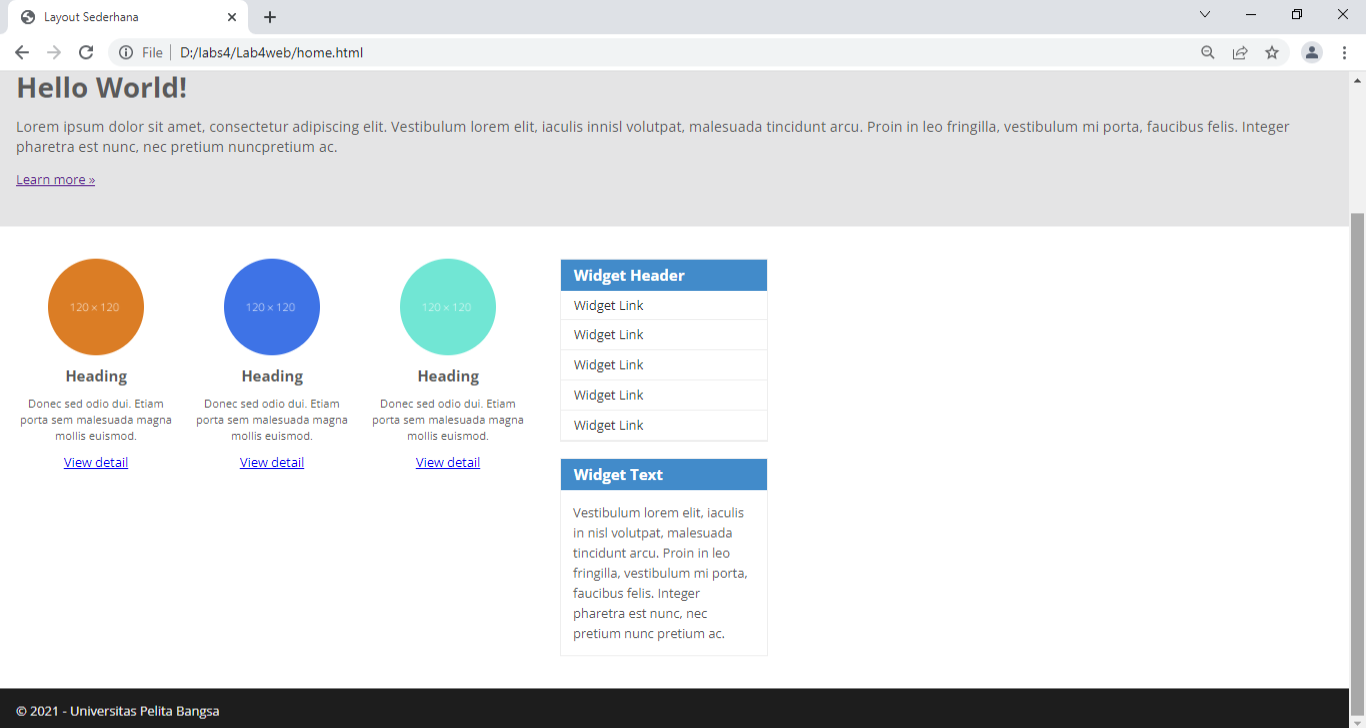 Layout Sederhana
File
D:/labs4/Lab4web/home.html
Hello World!
Lorem ipsum dolor sit amet, consectetur adipiscing elit. Vestibulum lorem elit, iaculis innisl volutpat, malesuada tincidunt arcu. Proin in leo fringilla, vestibulum mi porta, faucibus felis. Integer
pharetra est nunc, nec pretium nuncpretium ac.
Learn more »
120 × 120
Heading
Donec sed odio dui. Etiam
porta sem malesuada magna
mollis euismod.
View detail
120 × 120
Heading
Donec sed odio dui. Etiam
porta sem malesuada magna
mollis euismod.
View detail
120 × 120
Heading
Donec sed odio dui. Etiam
porta sem malesuada magna
mollis euismod.
View detail
Widget Header
Widget Link
Widget Link
Widget Link
Widget Link
Widget Link
Widget Text
Vestibulum lorem elit, iaculis
in nisl volutpat, malesuada
tincidunt arcu. Proin in leo
fringilla, vestibulum mi porta,
faucibus felis. Integer
pharetra est nunc, nec
pretium nunc pretium ac.
© 2021 - Universitas Pelita Bangsa